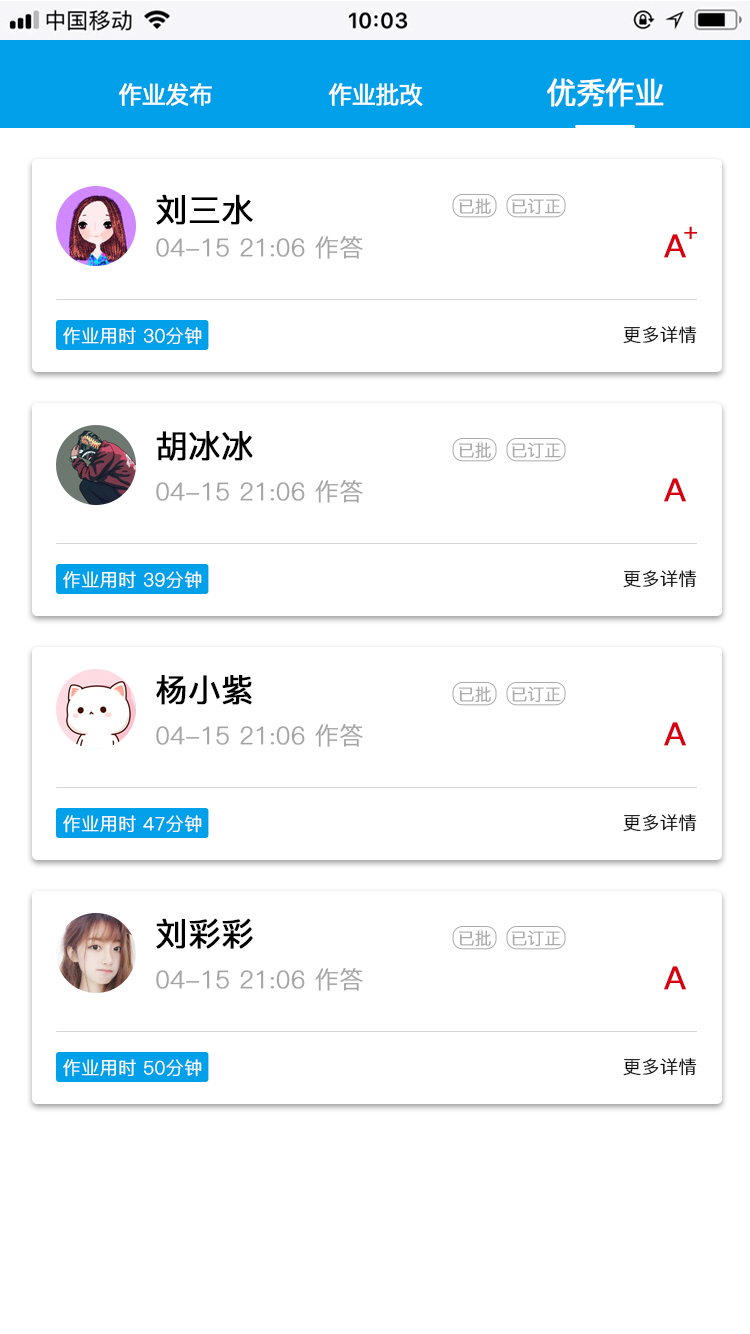 中国移动 10:03
作业发布 作业批改 优秀作业
刘三水 已批 已订正
04-15 21:06 作答 A+
作业用时 30分钟 更多详情
胡冰冰 已批 已订正
04-15 21:06 作答 A
作业用时 39分钟 更多详情
杨小紫 已批 已订正
04-15 21:06 作答 A
作业用时 47分钟 更多详情
刘彩彩 已批 已订正
04-15 21:06 作答 A
作业用时 50分钟 更多详情